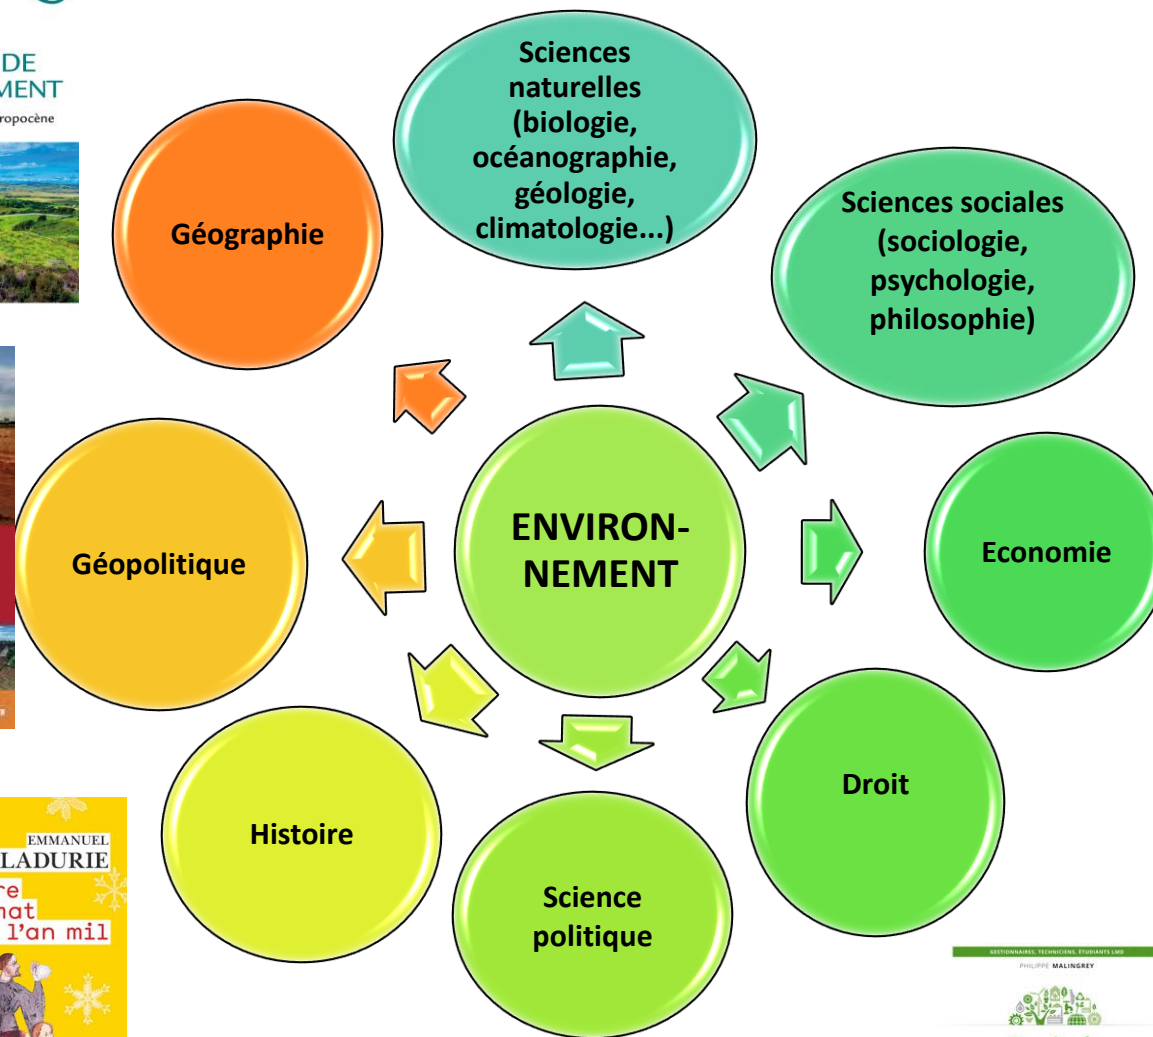 DE
MENT
ropocène
Sciences
naturelles
(biologie,
océanographie,
géologie,
climatologie...)
Géographie
Sciences sociales
(sociologie,
psychologie,
philosophie)
ENVIRON-
NEMENT
Géopolitique
Economie
Droit
Histoire
Science
politique
EMMANUEL
LADURIE
re
mat
l'an mil
GESTIONNAIRES, TECHNICIENS, ÉTUDIANTS LMD
PHILIPPE MALINGREY